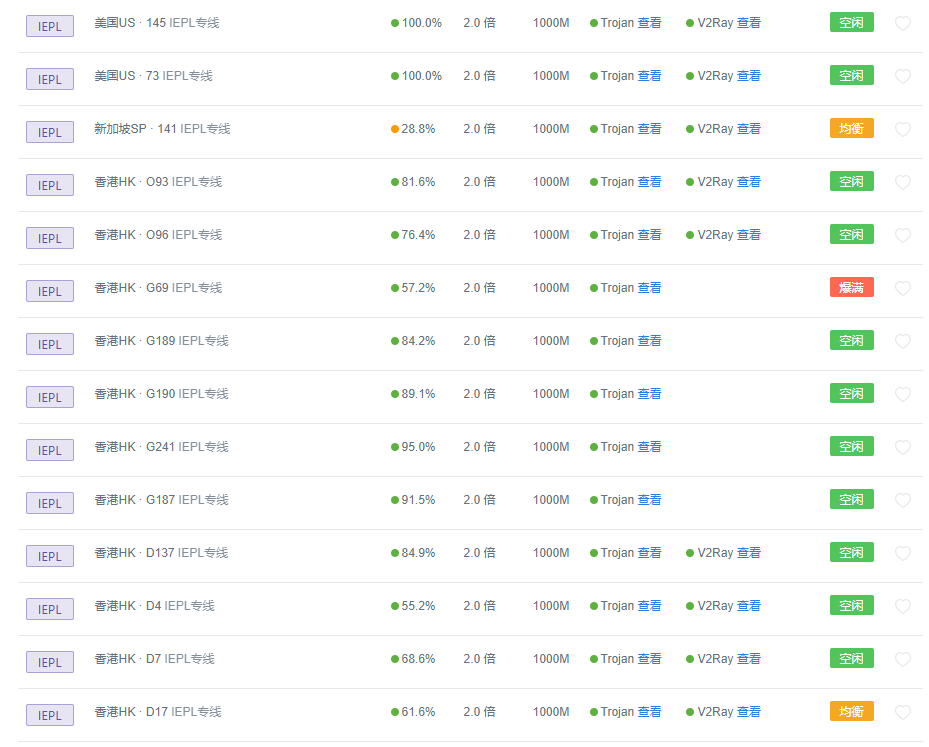 IEPL 美国US · 145 IEPL专线 100.0% 2.0 倍 1000M Trojan 查看 V2Ray 查看 空闲
IEPL 美国US · 73 IEPL专线 100.0% 2.0 倍 1000M Trojan 查看 V2Ray 查看 空闲
IEPL 新加坡SP · 141 IEPL专线 28.8% 2.0 倍 1000M Trojan 查看 V2Ray 查看 均衡
IEPL 香港HK · O93 IEPL专线 81.6% 2.0 倍 1000M Trojan 查看 V2Ray 查看 空闲
IEPL 香港HK · O96 IEPL专线 76.4% 2.0 倍 1000M Trojan 查看 V2Ray 查看 空闲
IEPL 香港HK · G69 IEPL专线 57.2% 2.0 倍 1000M Trojan 查看 爆满
IEPL 香港HK · G189 IEPL专线 84.2% 2.0 倍 1000M Trojan 查看 空闲
IEPL 香港HK · G190 IEPL专线 89.1% 2.0 倍 1000M Trojan 查看 空闲
IEPL 香港HK · G241 IEPL专线 95.0% 2.0 倍 1000M Trojan 查看 空闲
IEPL 香港HK · G187 IEPL专线 91.5% 2.0 倍 1000M Trojan 查看 空闲
IEPL 香港HK · D137 IEPL专线 84.9% 2.0 倍 1000M Trojan 查看 V2Ray 查看 空闲
IEPL 香港HK · D4 IEPL专线 55.2% 2.0 倍 1000M Trojan 查看 V2Ray 查看 空闲
IEPL 香港HK · D7 IEPL专线 68.6% 2.0 倍 1000M Trojan 查看 V2Ray 查看 空闲
IEPL 香港HK · D17 IEPL专线 61.6% 2.0 倍 1000M Trojan 查看 V2Ray 查看 均衡